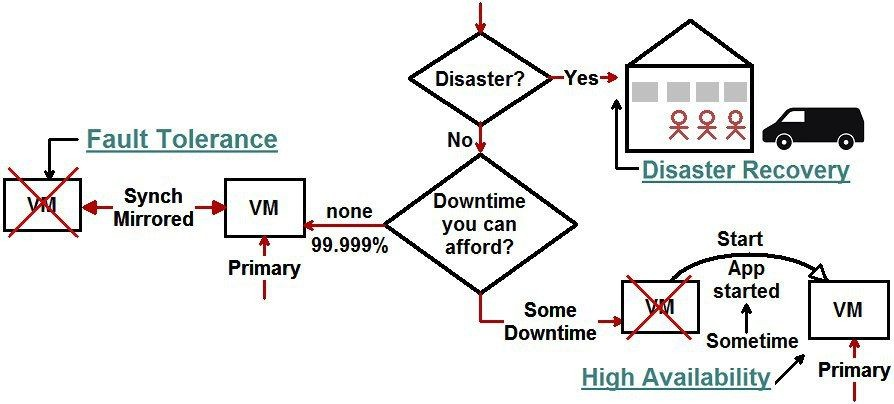 Disaster?
Yes
No
Disaster Recovery
Fault Tolerance
VM
Synch
Mirrored
VM
Primary
none
99.999%
Downtime
you can
afford?
Some
Downtime
VM
Start
App
started
Sometime
VM
High Availability
Primary